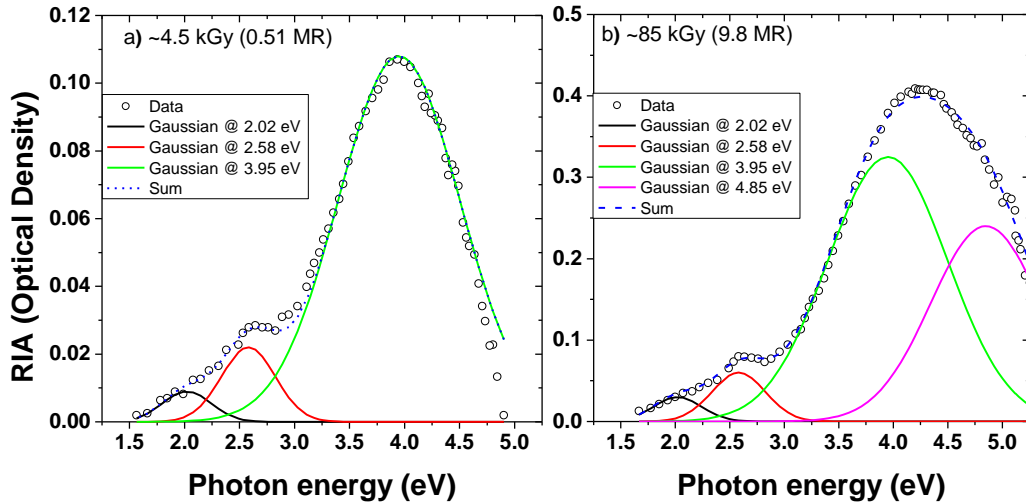 a) ~4.5 kGy (0.51 MR)
Data
Gaussian @ 2.02 eV
Gaussian @ 2.58 eV
Gaussian @ 3.95 eV
Sum
RIA (Optical Density)
0.12
0.10
0.08
0.06
0.04
0.02
0.00
1.5 2.0 2.5 3.0 3.5 4.0 4.5 5.0
Photon energy (eV)
b) ~85 kGy (9.8 MR)
Data
Gaussian @ 2.02 eV
Gaussian @ 2.58 eV
Gaussian @ 3.95 eV
Gaussian @ 4.85 eV
Sum
0.5
0.4
0.3
0.2
0.1
0.0
1.5 2.0 2.5 3.0 3.5 4.0 4.5 5.0
Photon energy (eV)